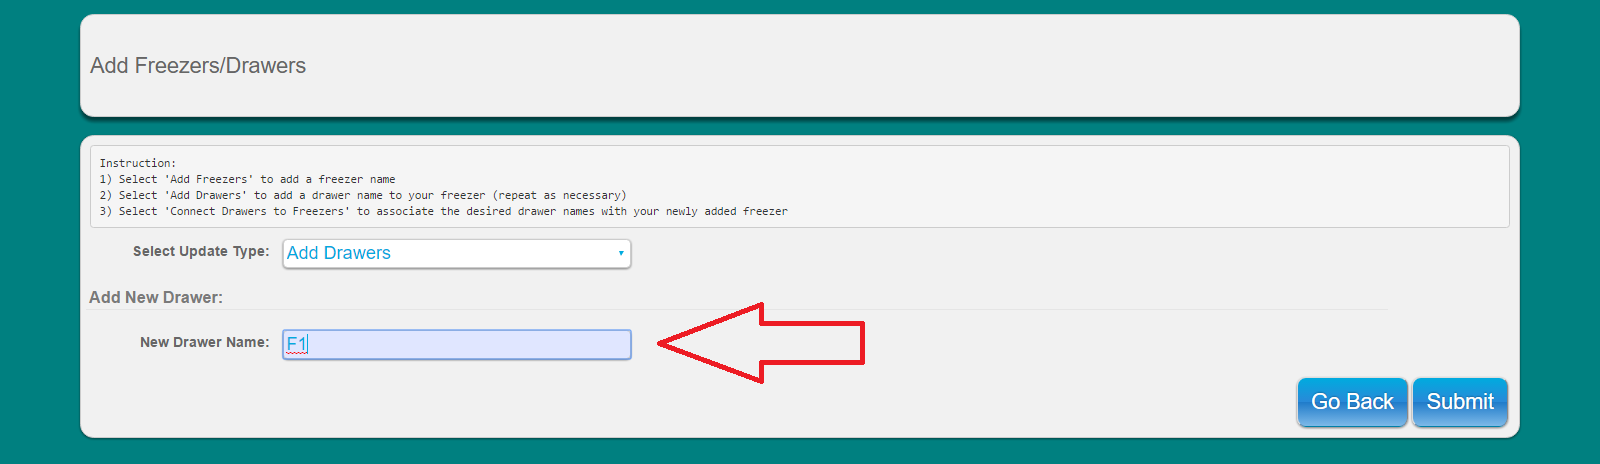 Add Freezers/Drawers
Instruction:
1) Select 'Add Freezers' to add a freezer name
2) Select 'Add Drawers' to add a drawer name to your freezer (repeat as necessary)
3) Select 'Connect Drawers to Freezers' to associate the desired drawer names with your newly added freezer
Select Update Type: Add Drawers
Add New Drawer:
New Drawer Name: F1
Go Back Submit